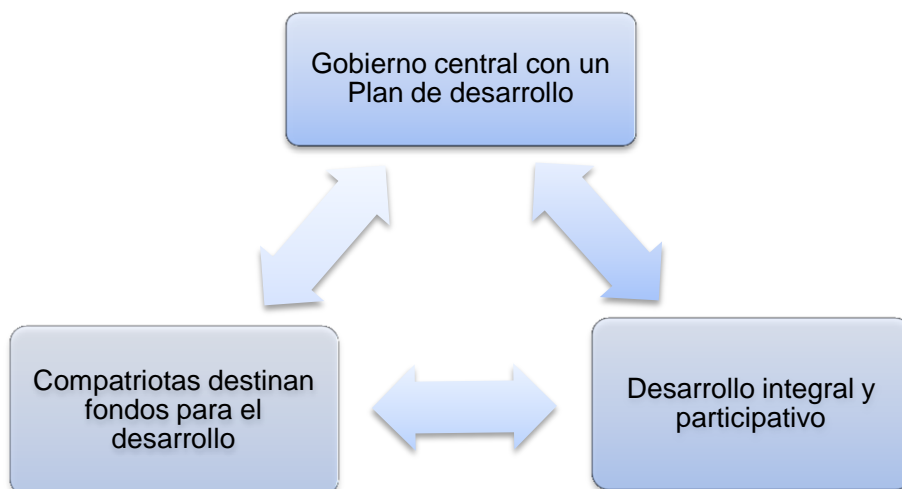 Gobierno central con un
Plan de desarrollo
Compatriotas destinan
fondos para el
desarrollo
Desarrollo integral y
participativo